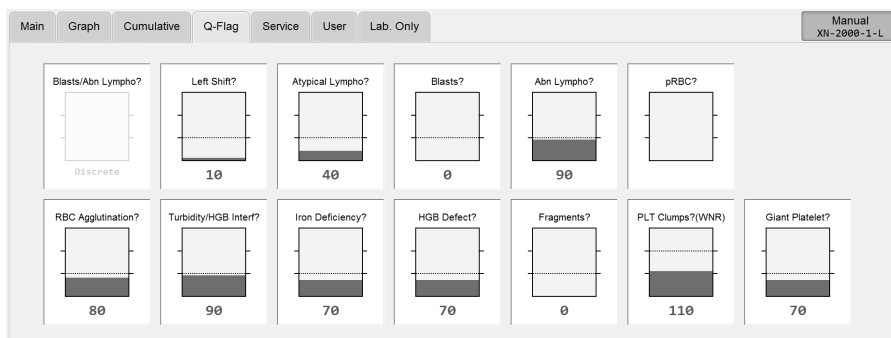 Main Graph Cumulative Q-Flag Service User Lab. Only
Manual
XN-2000-1-L
Blasts/Abn Lympho? Left Shift? Atypical Lympho? Blasts? Abn Lympho? pRBC?
Discrete 10 40 0 90
RBC Agglutination? Turbidity/HGB Interf? Iron Deficiency? HGB Defect? Fragments? PLT Clumps?(WNR) Giant Platelet?
80 90 70 70 0 110 70